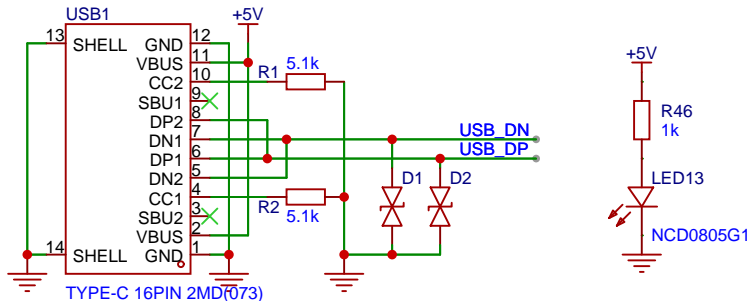 USB1
+5V
13 SHELL GND 12
VBUS 11
CC2 10 R1 5.1k
SBU1 9
DP2 8
DN1 7 USB_DN
DP1 6 USB_DP
DN2 5
CC1 4 R2 5.1k
SBU2 3
VBUS 2
14 SHELL GND 1
TYPE-C 16PIN 2MD(073)
D1 D2
+5V
R46
1k
LED13
NCD0805G1